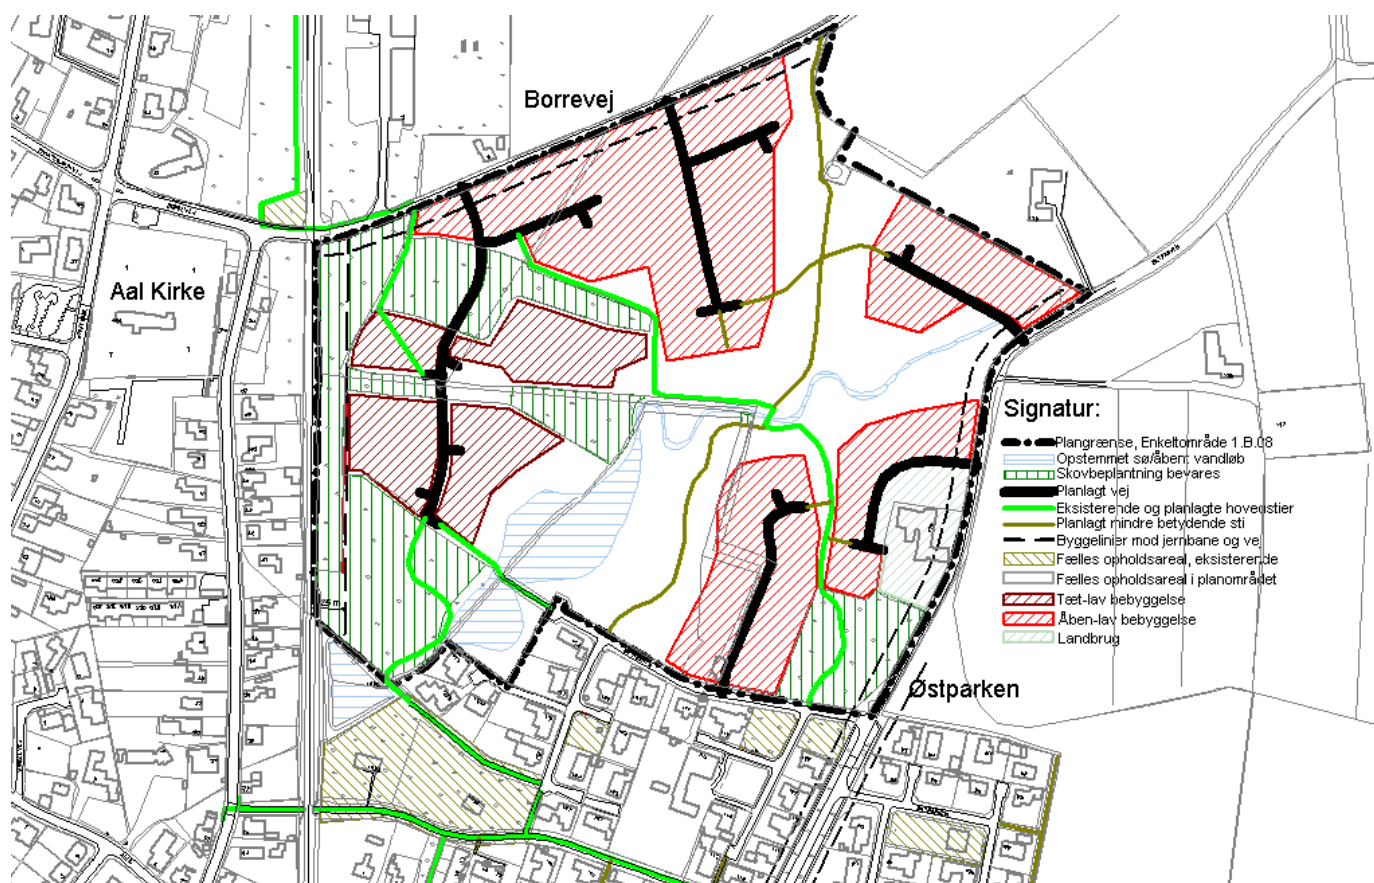 Borrevej
Aal Kirke
Signatur:
Plangrænse, Enkeltområde 1.B.08
Opstemmet sø/åbent vandløb
Skovbeplantning bevares
Planlagt vej
Eksisterende og planlagte hovedstier
Planlagt mindre betydende sti
Byggelinier mod jernbane og vej
Fælles opholdsareal, eksisterende
Fælles opholdsareal i planområdet
Tæt-lav bebyggelse
Åben-lav bebyggelse
Landbrug
Østparken